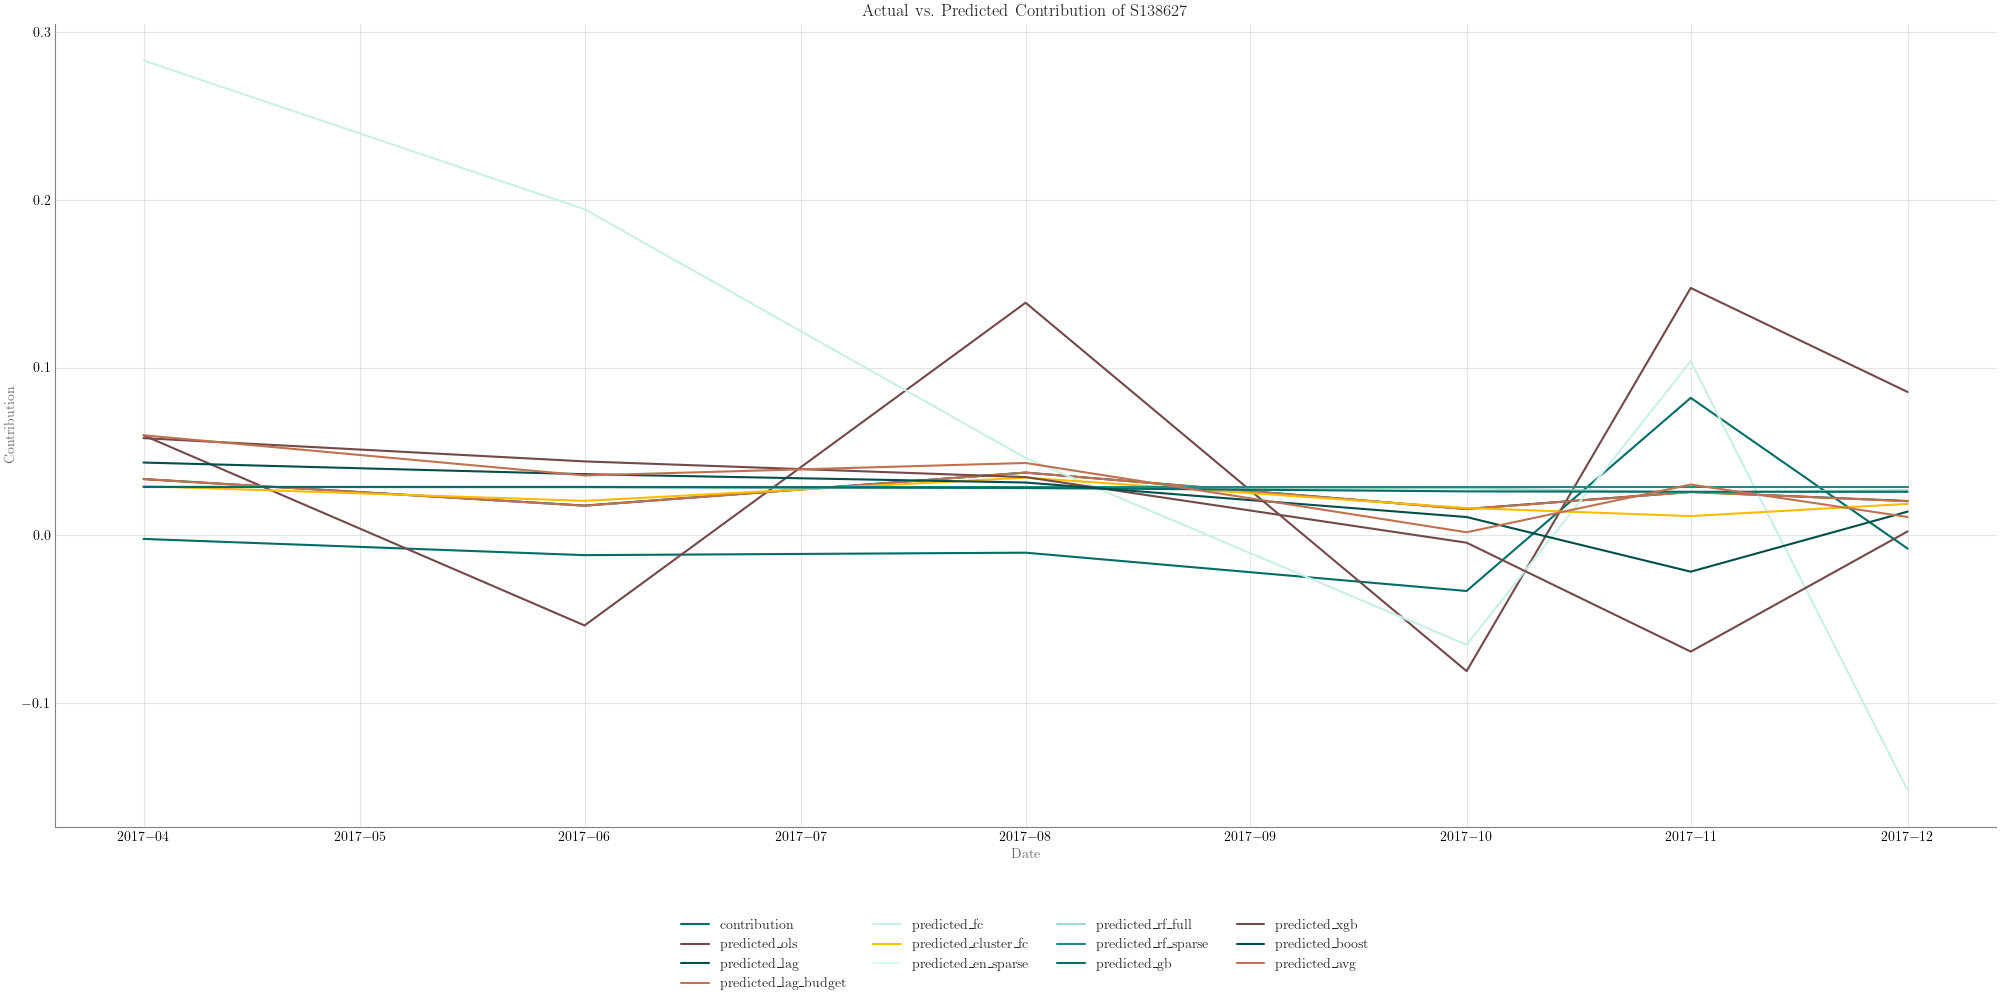 Actual vs. Predicted Contribution of S138627
0.3
0.2
0.1
0.0
−0.1
Contribution
2017−04 2017−05 2017−06 2017−07 2017−08 2017−09 2017−10 2017−11 2017−12
Date
contribution predicted_fc predicted_rf_full predicted_xgb
predicted_ols predicted_cluster_fc predicted_rf_sparse predicted_boost
predicted_lag predicted_en_sparse predicted_gb predicted_avg
predicted_lag_budget